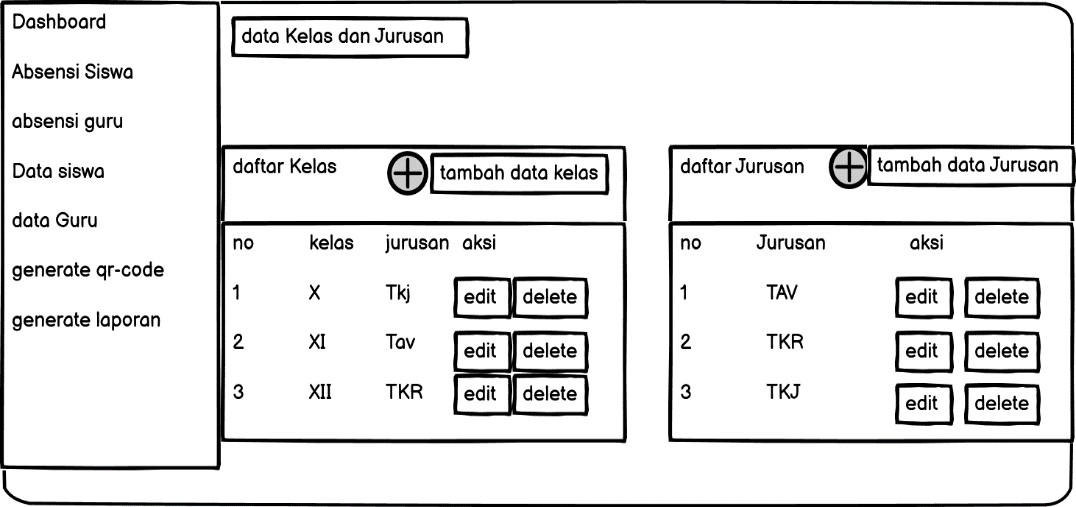 Dashboard
Absensi Siswa
absensi guru
Data siswa
data Guru
generate qr-code
generate laporan
data Kelas dan Jurusan
daftar Kelas
tambah data kelas
no kelas jurusan aksi
1 X Tkj edit delete
2 XI Tav edit delete
3 XII TKR edit delete
daftar Jurusan
tambah data Jurusan
no Jurusan aksi
1 TAV edit delete
2 TKR edit delete
3 TKJ edit delete